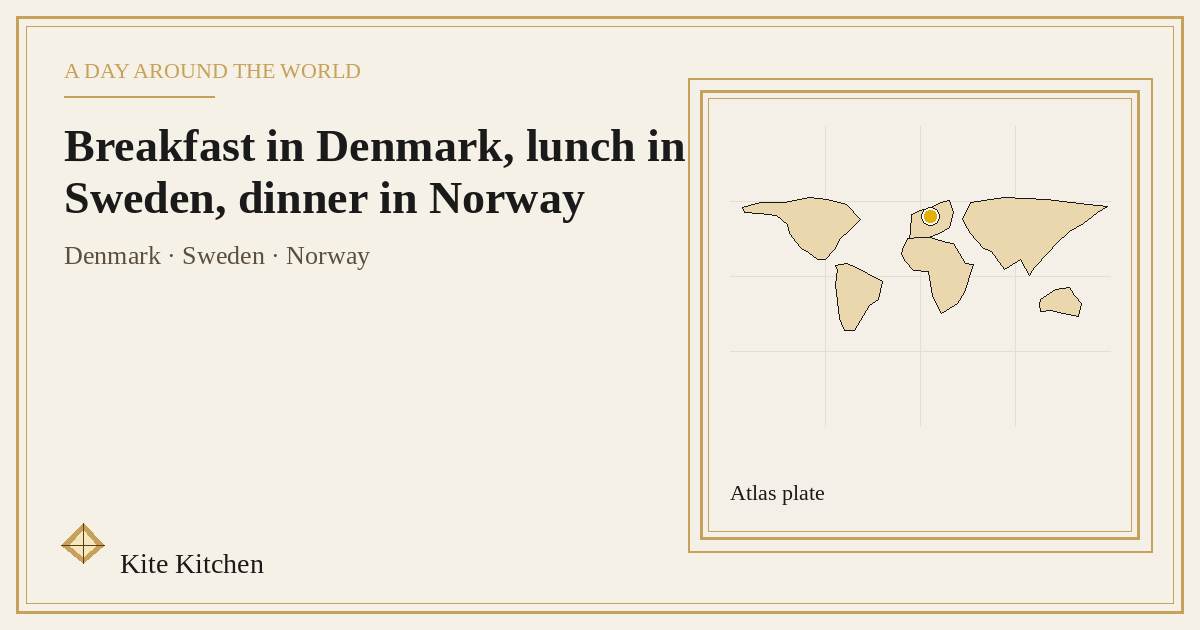 A DAY AROUND THE WORLD
Breakfast in Denmark, lunch in
Sweden, dinner in Norway
Denmark · Sweden · Norway
Atlas plate
Kite Kitchen